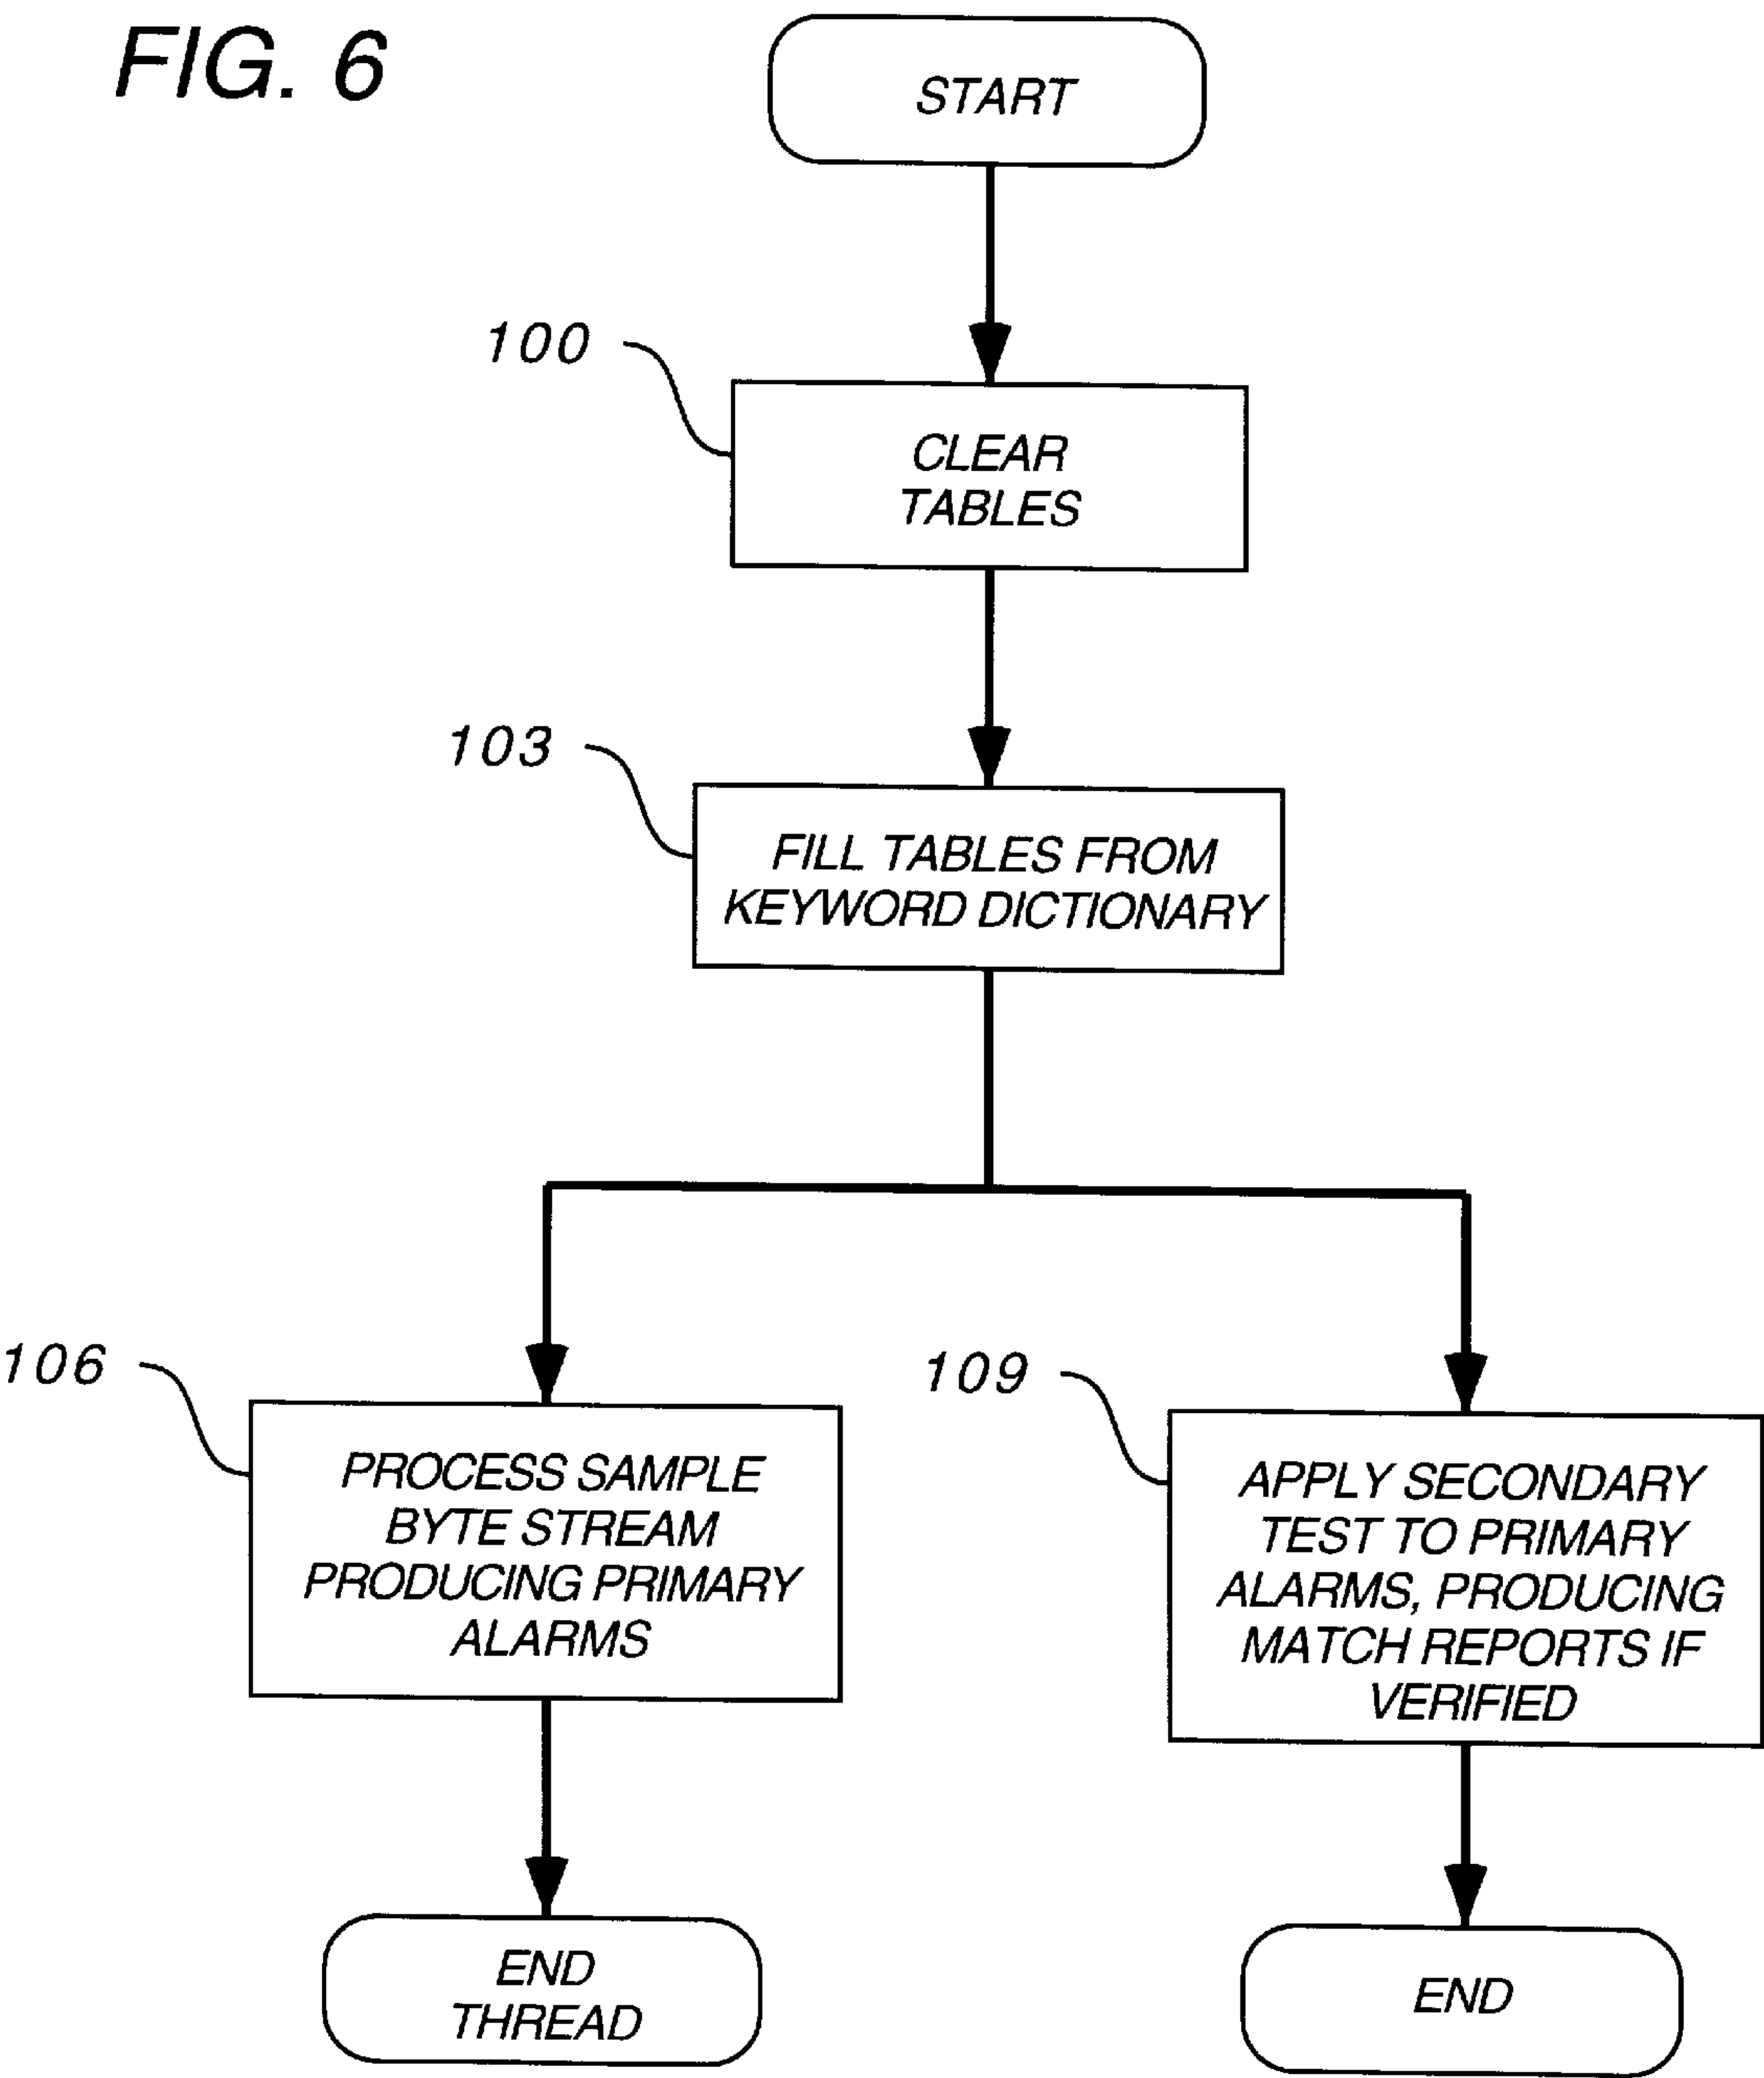 FIG. 6
START
100
CLEAR
TABLES
103
FILL TABLES FROM
KEYWORD DICTIONARY
106
PROCESS SAMPLE
BYTE STREAM
PRODUCING PRIMARY
ALARMS
109
APPLY SECONDARY
TEST TO PRIMARY
ALARMS, PRODUCING
MATCH REPORTS IF
VERIFIED
END
THREAD
END